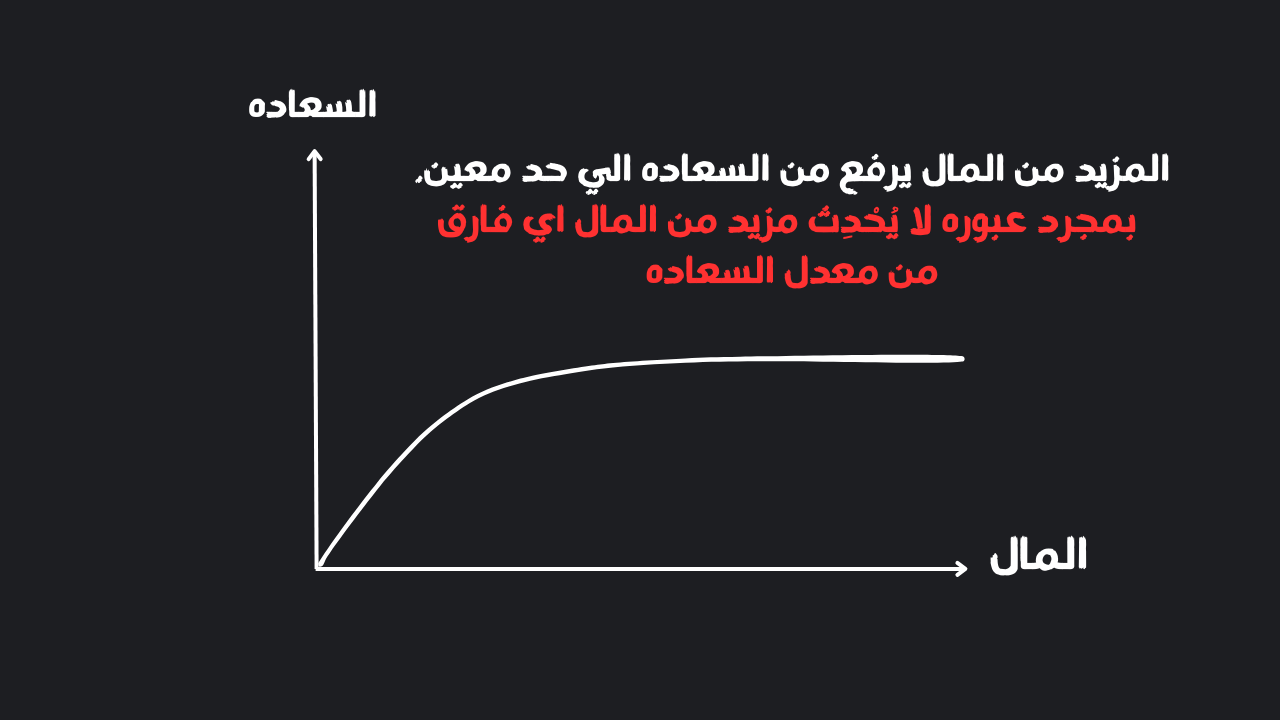 السعاده
المزيد من المال يرفع من السعاده الي حد معين,
بمجرد عبوره لا يُحْدِثُ مزيد من المال اي فارق
من معدل السعاده
المال